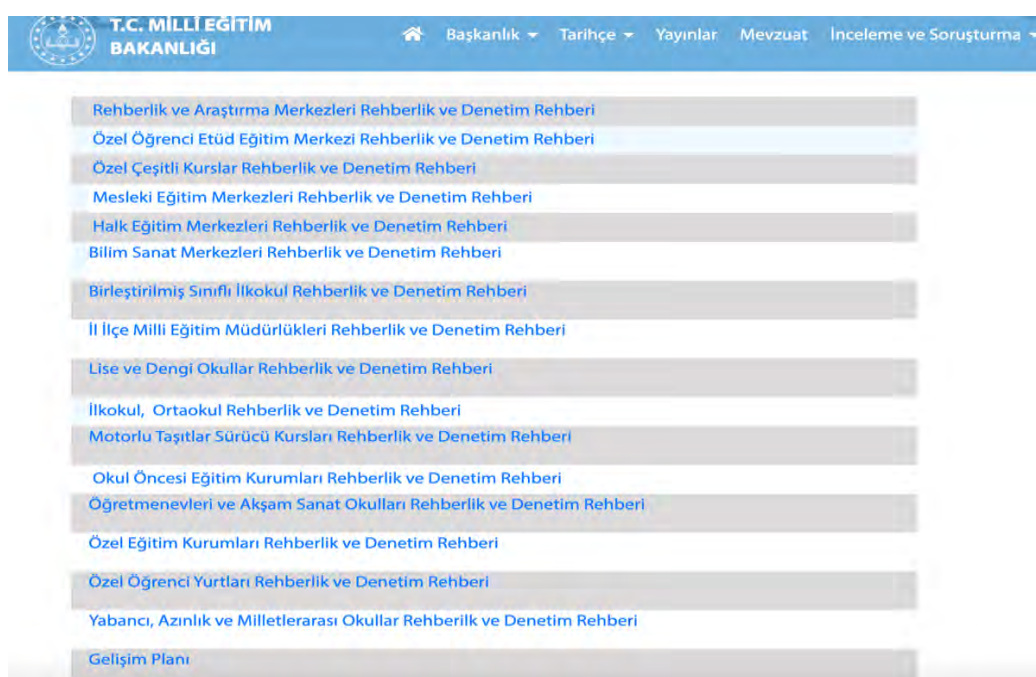 T.C. MİLLÎ EĞİTİM
BAKANLIĞI
Başkanlık Tarihçe Yayınlar Mevzuat İnceleme ve Soruşturma
Rehberlik ve Araştırma Merkezleri Rehberlik ve Denetim Rehberi
Özel Öğrenci Etüd Eğitim Merkezi Rehberlik ve Denetim Rehberi
Özel Çeşitli Kurslar Rehberlik ve Denetim Rehberi
Mesleki Eğitim Merkezleri Rehberlik ve Denetim Rehberi
Halk Eğitim Merkezleri Rehberlik ve Denetim Rehberi
Bilim Sanat Merkezleri Rehberlik ve Denetim Rehberi
Birleştirilmiş Sınıflı İlkokul Rehberlik ve Denetim Rehberi
İl İlçe Milli Eğitim Müdürlükleri Rehberlik ve Denetim Rehberi
Lise ve Dengi Okullar Rehberlik ve Denetim Rehberi
İlkokul, Ortaokul Rehberlik ve Denetim Rehberi
Motorlu Taşıtlar Sürücü Kursları Rehberlik ve Denetim Rehberi
Okul Öncesi Eğitim Kurumları Rehberlik ve Denetim Rehberi
Öğretmenevleri ve Akşam Sanat Okulları Rehberlik ve Denetim Rehberi
Özel Eğitim Kurumları Rehberlik ve Denetim Rehberi
Özel Öğrenci Yurtları Rehberlik ve Denetim Rehberi
Yabancı, Azınlık ve Milletlerarası Okullar Rehberilk ve Denetim Rehberi
Gelişim Planı